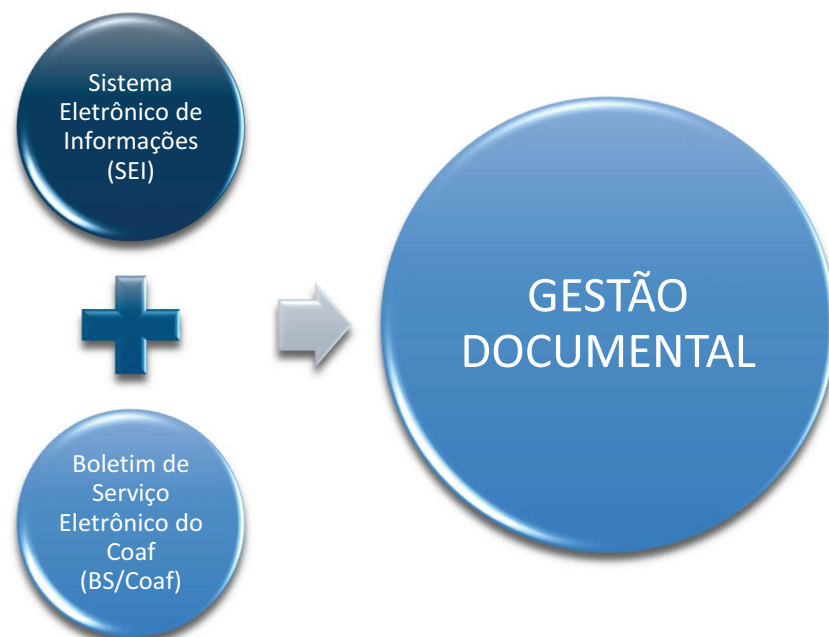 Sistema
Eletrônico de
Informações
(SEI)
GESTÃO
DOCUMENTAL
Boletim de
Serviço
Eletrônico do
Coaf
(BS/Coaf)